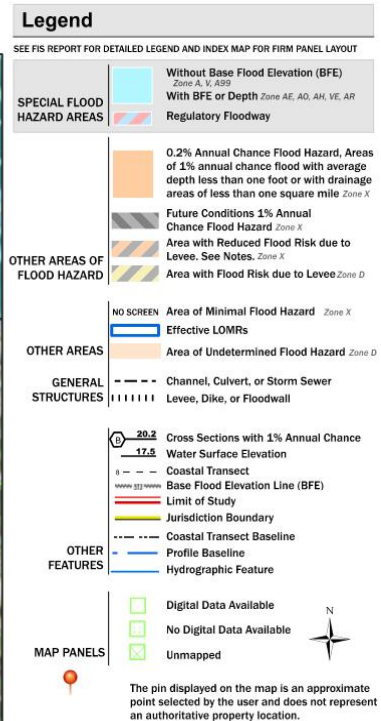 Legend
SEE FIS REPORT FOR DETAILED LEGEND AND INDEX MAP FOR FIRM PANEL LAYOUT
SPECIAL FLOOD
HAZARD AREAS
Without Base Flood Elevation (BFE)
Zone A, V, A99
With BFE or Depth Zone AE, AO, AH, VE, AR
Regulatory Floodway
OTHER AREAS OF
FLOOD HAZARD
0.2% Annual Chance Flood Hazard, Areas
of 1% annual chance flood with average
depth less than one foot or with drainage
areas of less than one square mile Zone X
Future Conditions 1% Annual
Chance Flood Hazard Zone X
Area with Reduced Flood Risk due to
Levee. See Notes. Zone X
Area with Flood Risk due to Levee Zone D
OTHER AREAS
NO SCREEN Area of Minimal Flood Hazard Zone X
Effective LOMRs
Area of Undetermined Flood Hazard Zone D
GENERAL
STRUCTURES
Channel, Culvert, or Storm Sewer
Levee, Dike, or Floodwall
OTHER
FEATURES
B 20.2 Cross Sections with 1% Annual Chance
17.5 Water Surface Elevation
8 Coastal Transect
513 Base Flood Elevation Line (BFE)
Limit of Study
Jurisdiction Boundary
Coastal Transect Baseline
Profile Baseline
Hydrographic Feature
MAP PANELS
Digital Data Available
No Digital Data Available
Unmapped
N
The pin displayed on the map is an approximate
point selected by the user and does not represent
an authoritative property location.